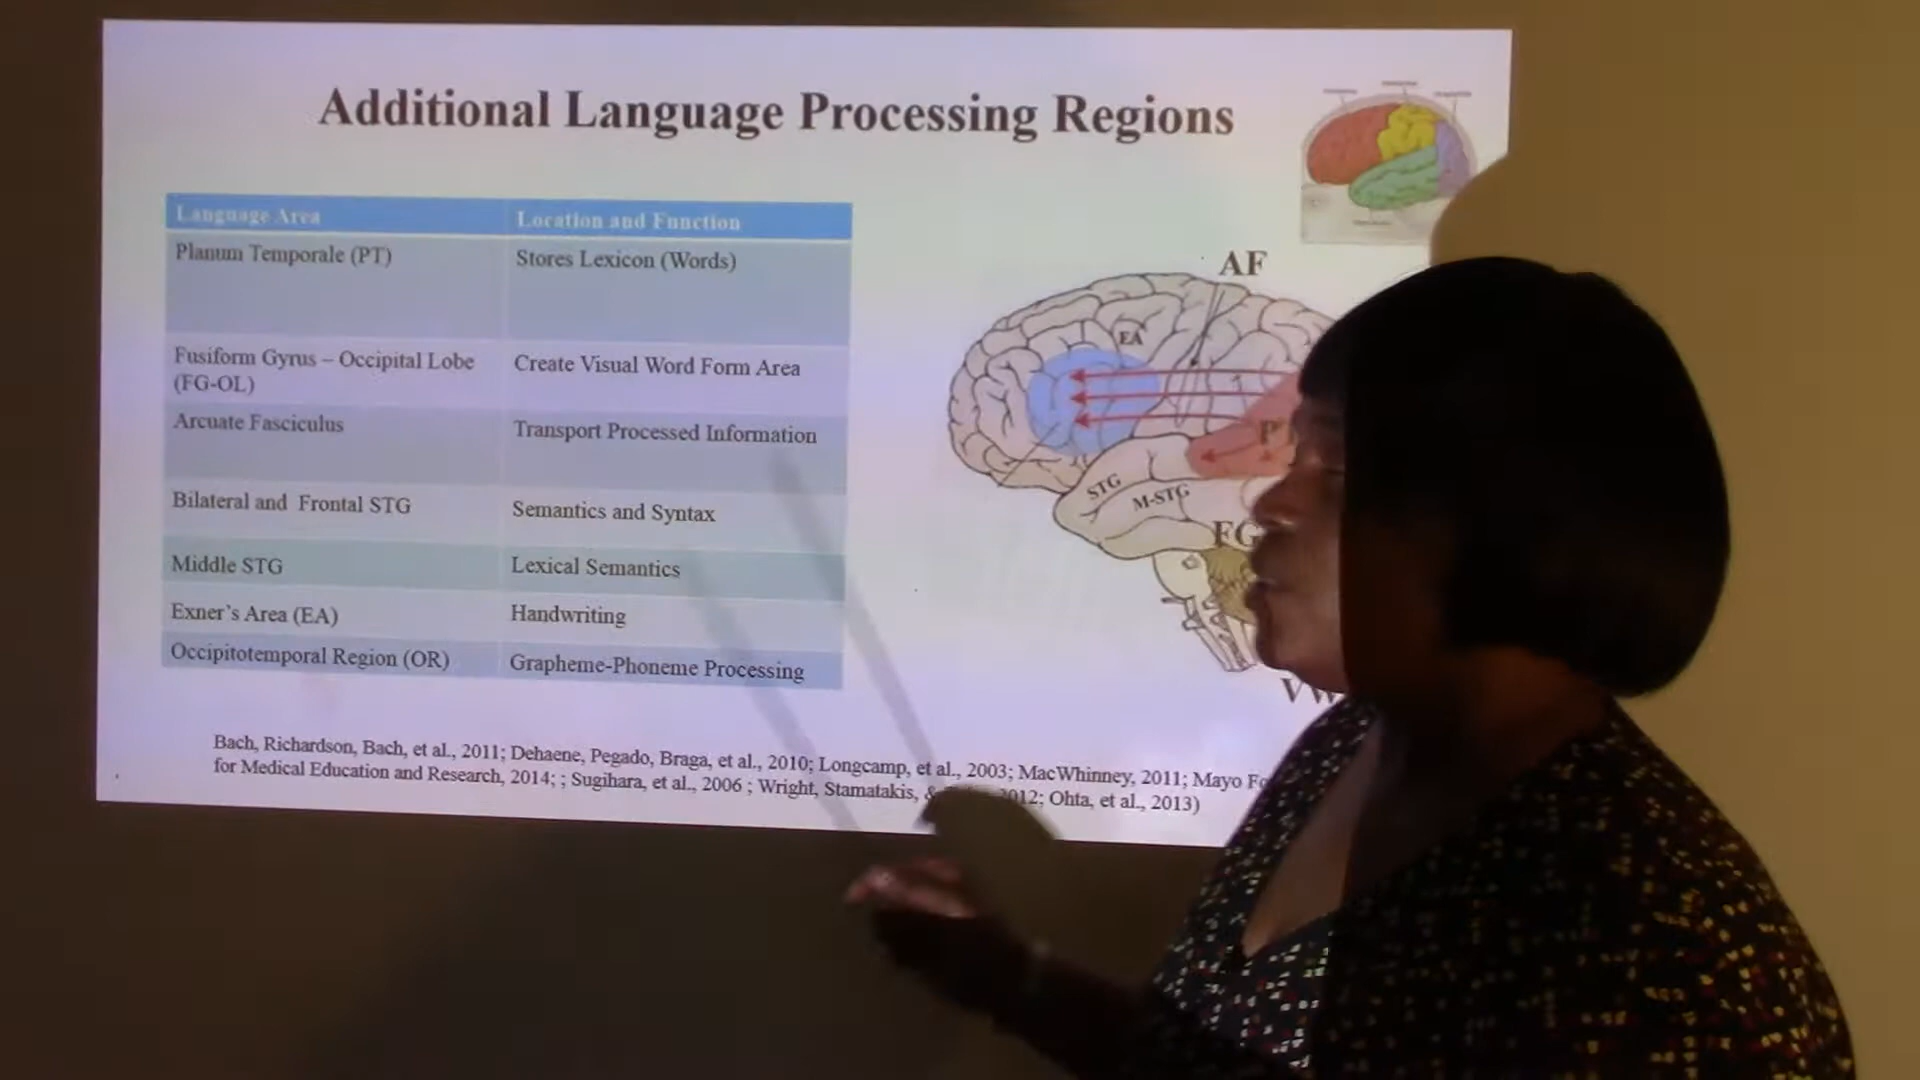 Additional Language Processing Regions
Language Area
Location and Function
Planum Temporale (PT)
Stores Lexicon (Words)
Fusiform Gyrus – Occipital Lobe
(FG-OL)
Create Visual Word Form Area
Arcuate Fasciculus
Transport Processed Information
Bilateral and Frontal STG
Semantics and Syntax
Middle STG
Lexical Semantics
Exner's Area (EA)
Handwriting
Occipitotemporal Region (OR)
Grapheme-Phoneme Processing
AF
EA
STG
M-STG
FG
Bach, Richardson, Bach, et al., 2011; Dehaene, Pegado, Braga, et al., 2010; Longcamp, et al., 2003; MacWhinney, 2011; Mayo
for Medical Education and Research, 2014; ; Sugihara, et al., 2006 ; Wright, Stamatakis, 2012; Ohta, et al., 2013)